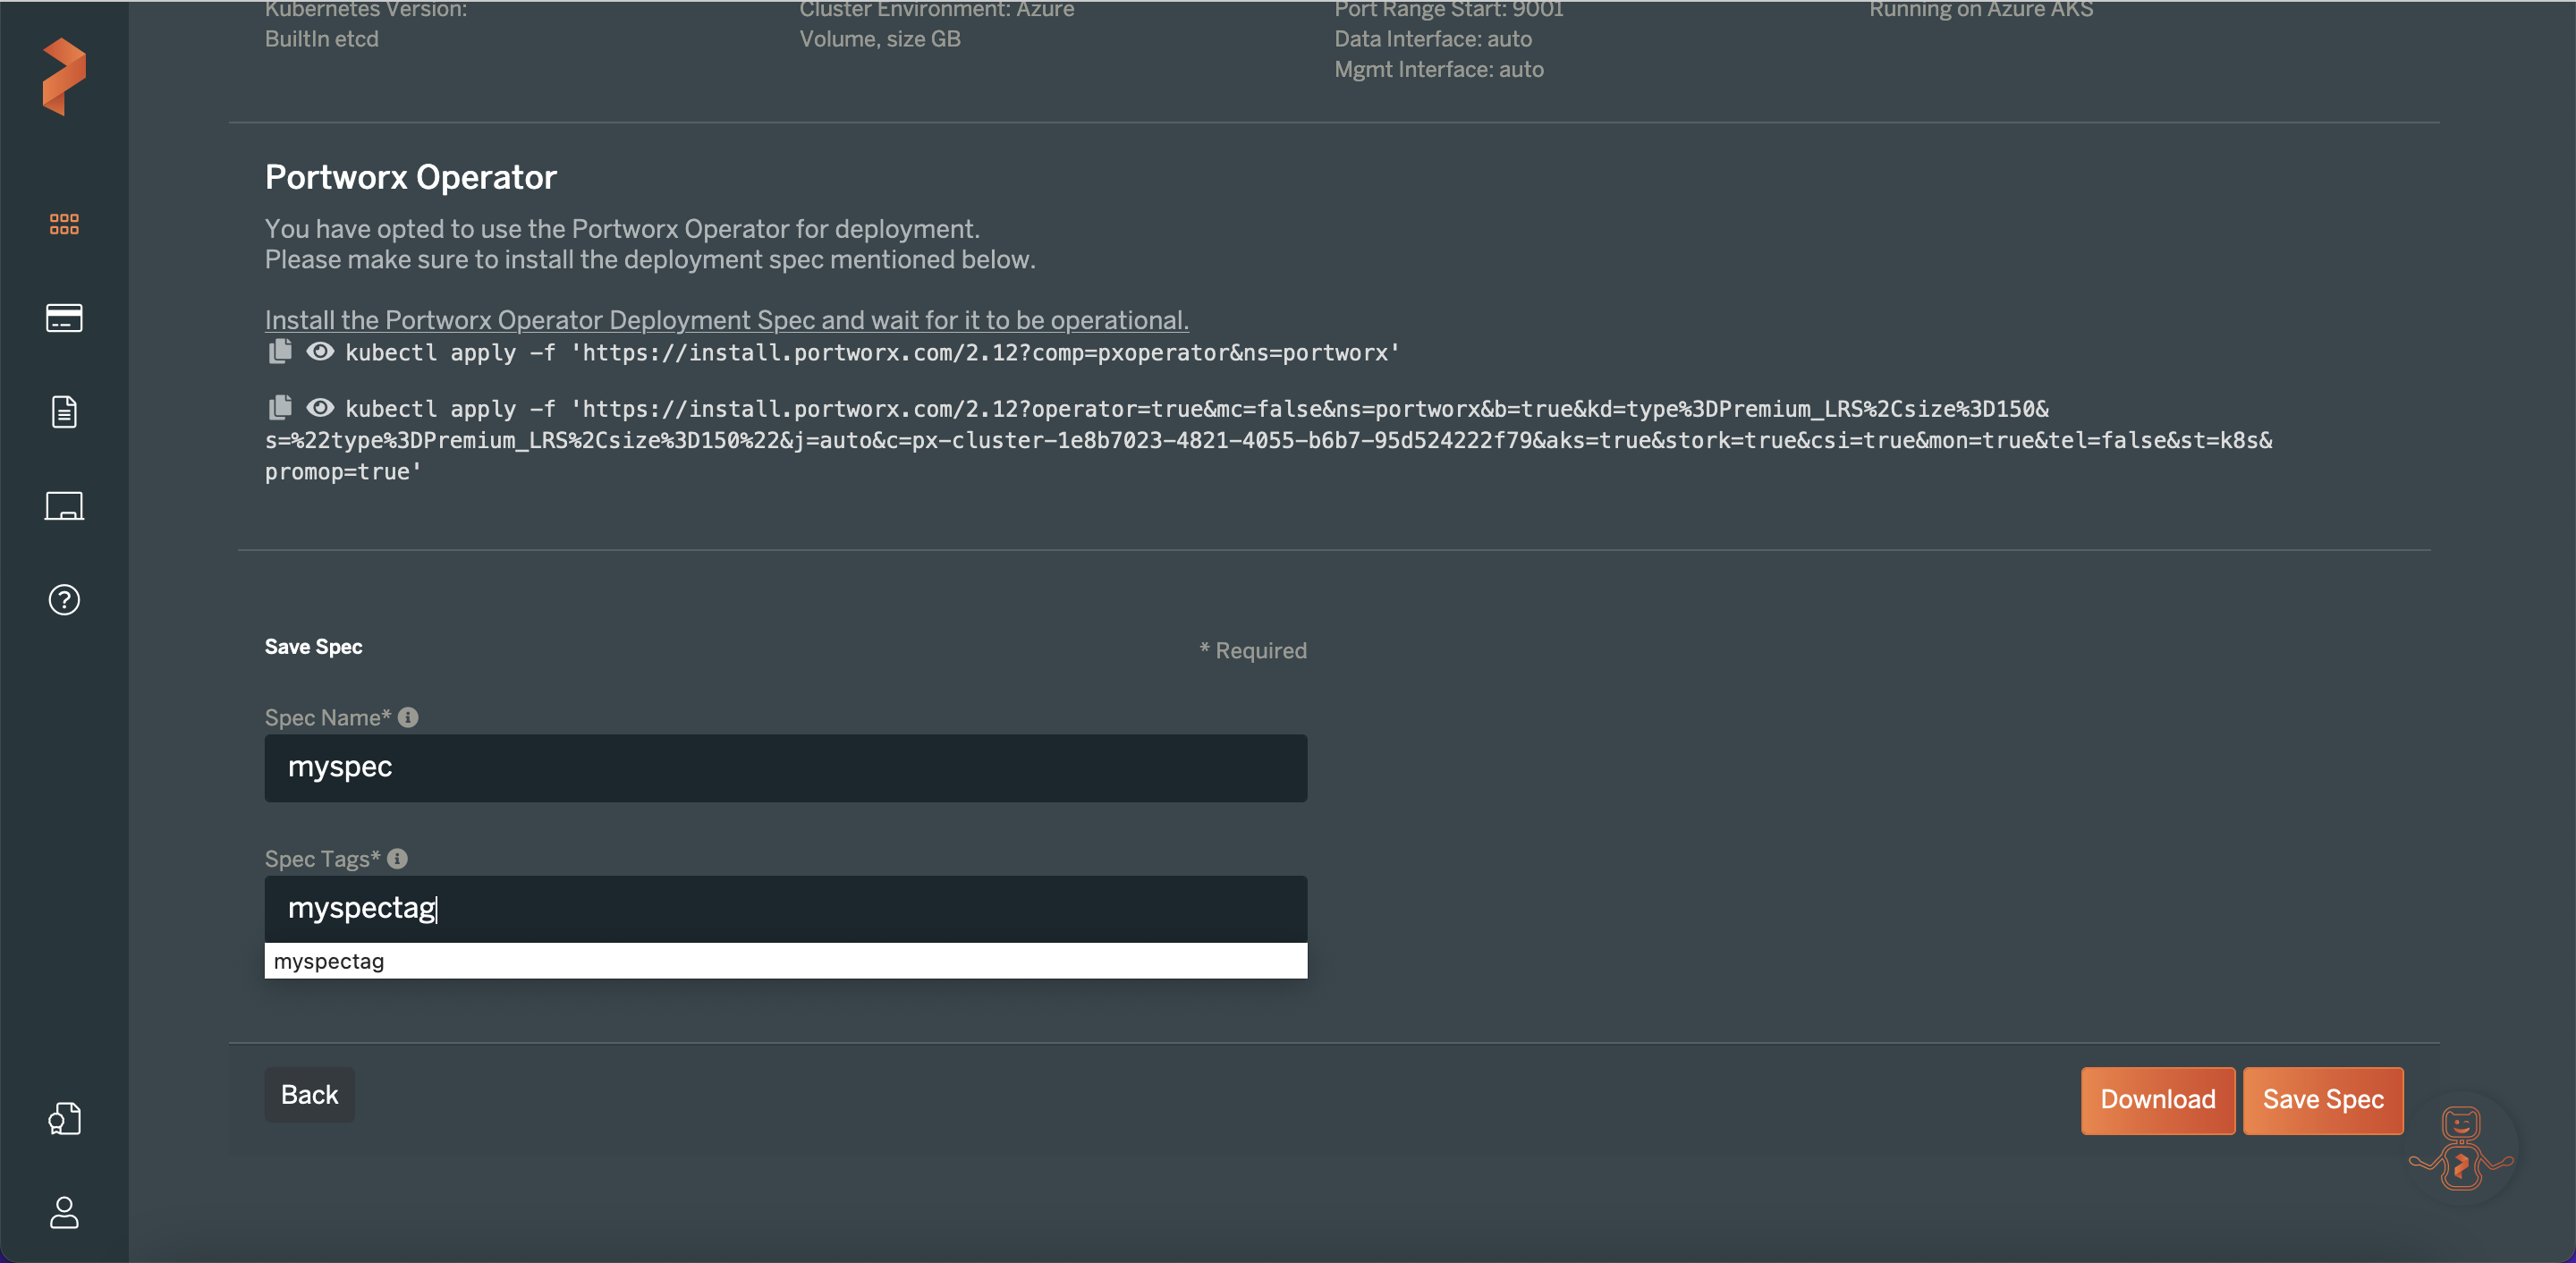 Kubernetes Version:
BuiltIn etcd
Cluster Environment: Azure
Volume, size GB
Port Range Start: 9001
Data Interface: auto
Mgmt Interface: auto
Running on Azure AKS
Portworx Operator
You have opted to use the Portworx Operator for deployment.
Please make sure to install the deployment spec mentioned below.
Install the Portworx Operator Deployment Spec and wait for it to be operational.
kubectl apply -f 'https://install.portworx.com/2.12?comp=pxoperator&ns=portworx'
kubectl apply -f 'https://install.portworx.com/2.12?operator=true&mc=false&ns=portworx&b=true&kd=type%3DPremium_LRS%2Csize%3D150&
s=%22type%3DPremium_LRS%2Csize%3D150%22&j=auto&c=px-cluster-1e8b7023-4821-4055-b6b7-95d524222f79&aks=true&stork=true&csi=true&mon=true&tel=false&st=k8s&
promop=true'
Save Spec
* Required
Spec Name*
myspec
Spec Tags*
myspectag
myspectag
Back
Download
Save Spec